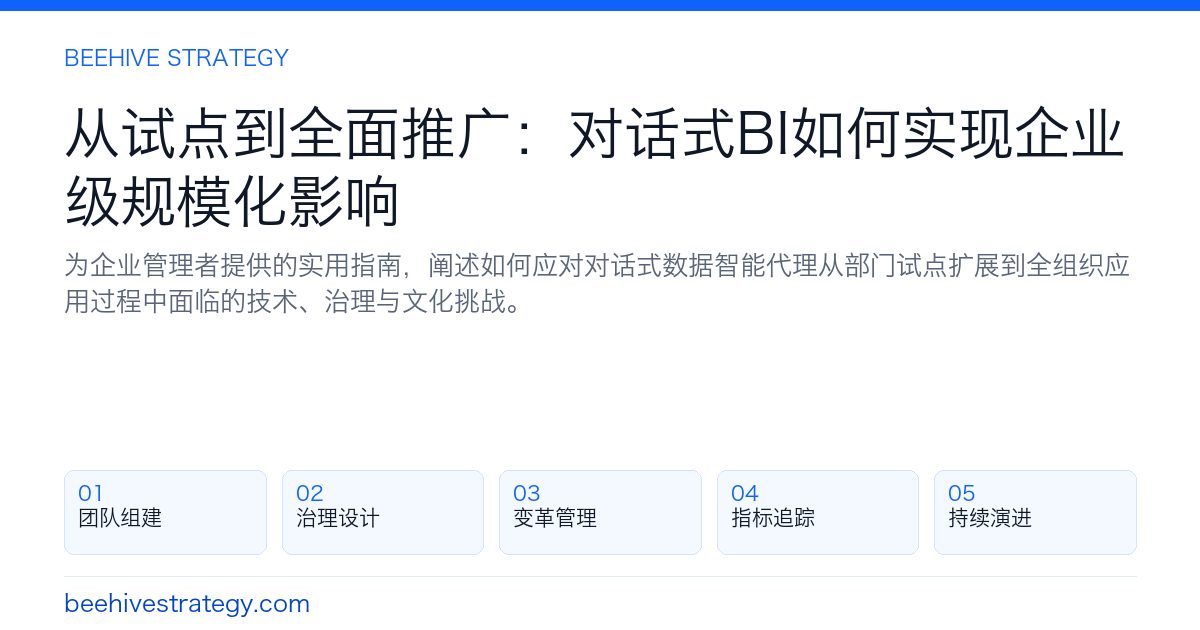 BEEHIVE STRATEGY
从试点到全面推广：对话式BI如何实现企业
级规模化影响
为企业管理者提供的实用指南，阐述如何应对对话式数据智能代理从部门试点扩展到全组织应
用过程中面临的技术、治理与文化挑战。
01
团队组建
02
治理设计
03
变革管理
04
指标追踪
05
持续演进
beehivestrategy.com